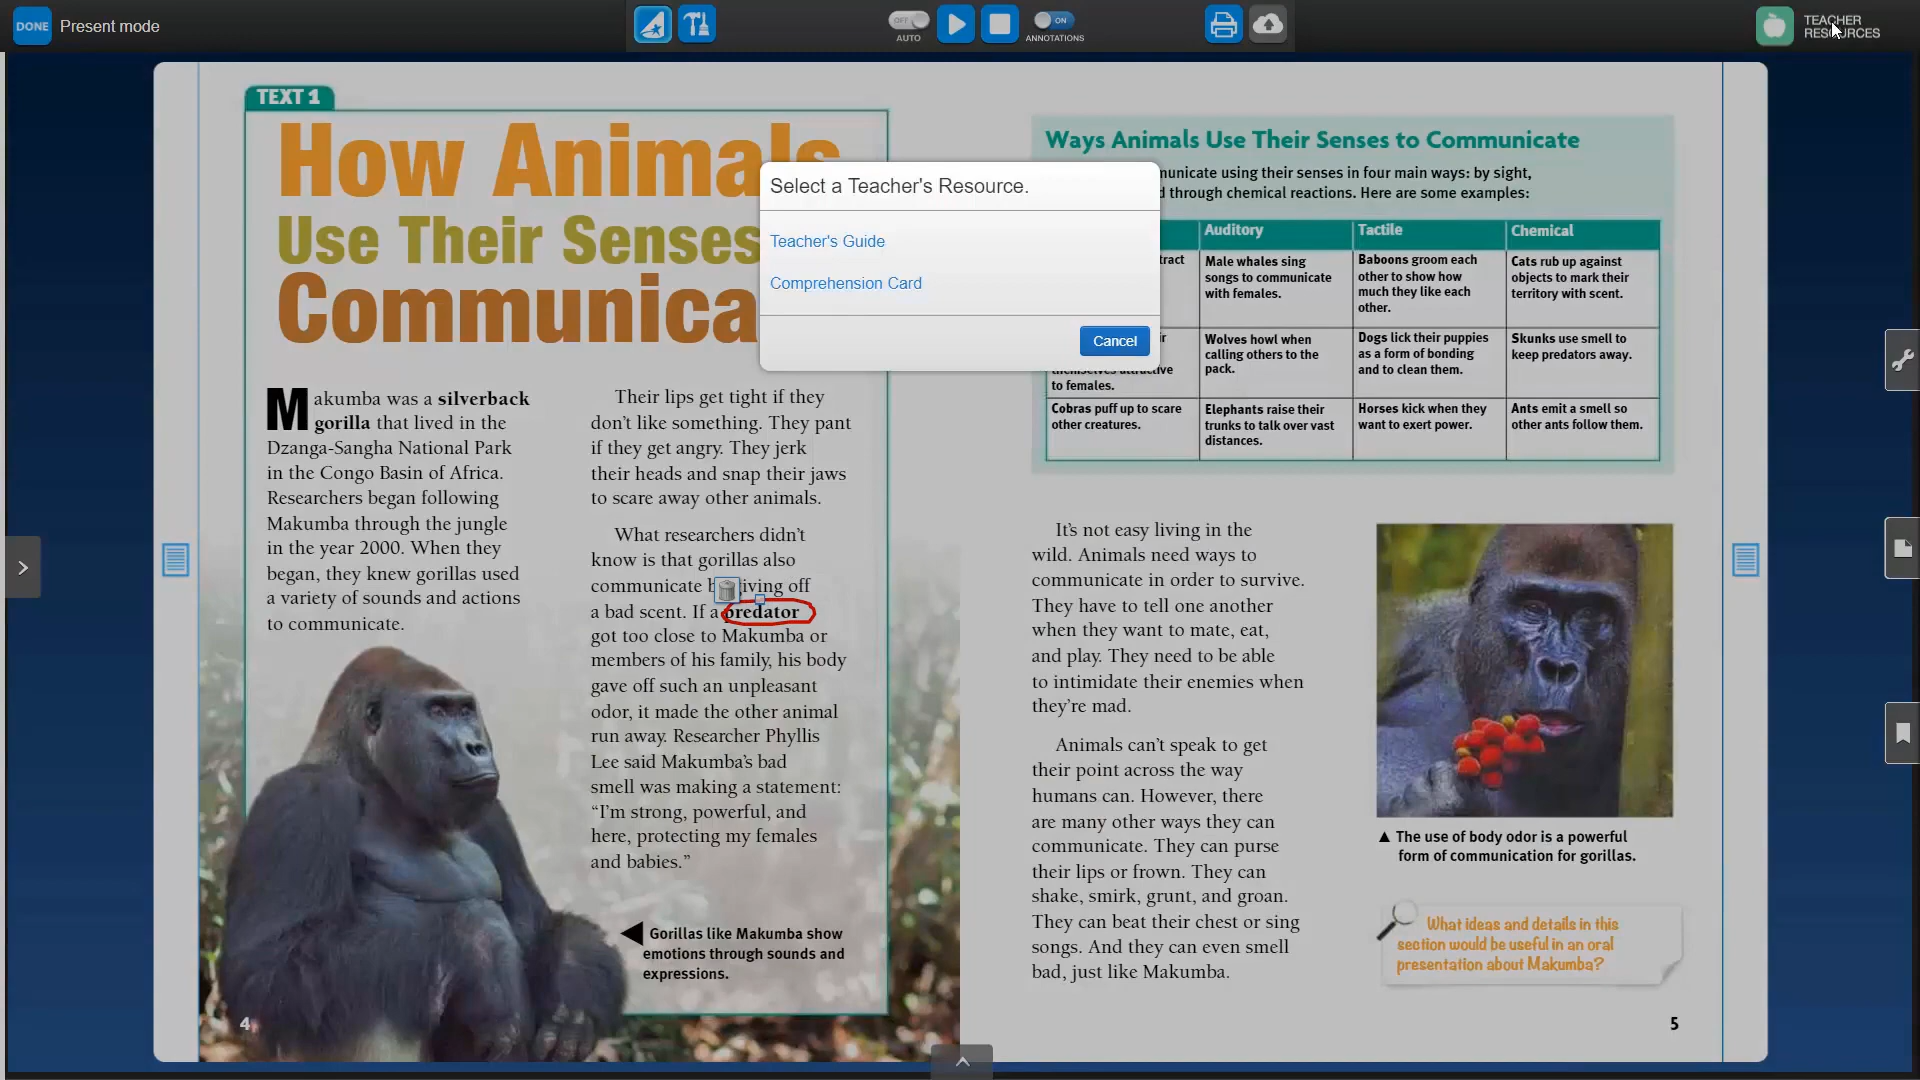 DONE Present mode
OFF
AUTO
ON
ANNOTATIONS
TEACHER
RESOURCES
TEXT 1
How Animals
Use Their Senses
Communica
Makumba was a silverback
gorilla that lived in the
Dzanga-Sangha National Park
in the Congo Basin of Africa.
Researchers began following
Makumba through the jungle
in the year 2000. When they
began, they knew gorillas used
a variety of sounds and actions
to communicate.
Their lips get tight if they
don't like something. They pant
if they get angry. They jerk
their heads and snap their jaws
to scare away other animals.
What researchers didn't
know is that gorillas also
communicate giving off
a bad scent. If a predator
got too close to Makumba or
members of his family, his body
gave off such an unpleasant
odor, it made the other animal
run away. Researcher Phyllis
Lee said Makumba's bad
smell was making a statement:
“I'm strong, powerful, and
here, protecting my females
and babies.”
Gorillas like Makumba show
emotions through sounds and
expressions.
4
Select a Teacher's Resource.
Teacher's Guide
Comprehension Card
Cancel
Ways Animals Use Their Senses to Communicate
municate using their senses in four main ways: by sight,
d through chemical reactions. Here are some examples:
Auditory
Tactile
Chemical
tract
Male whales sing
songs to communicate
with females.
Baboons groom each
other to show how
much they like each
other.
Cats rub up against
objects to mark their
territory with scent.
ir
themselves attractive
to females.
Wolves howl when
calling others to the
pack.
Dogs lick their puppies
as a form of bonding
and to clean them.
Skunks use smell to
keep predators away.
Cobras puff up to scare
other creatures.
Elephants raise their
trunks to talk over vast
distances.
Horses kick when they
want to exert power.
Ants emit a smell so
other ants follow them.
It's not easy living in the
wild. Animals need ways to
communicate in order to survive.
They have to tell one another
when they want to mate, eat,
and play. They need to be able
to intimidate their enemies when
they're mad.
Animals can't speak to get
their point across the way
humans can. However, there
are many other ways they can
communicate. They can purse
their lips or frown. They can
shake, smirk, grunt, and groan.
They can beat their chest or sing
songs. And they can even smell
bad, just like Makumba.
The use of body odor is a powerful
form of communication for gorillas.
What ideas and details in this
section would be useful in an oral
presentation about Makumba?
5